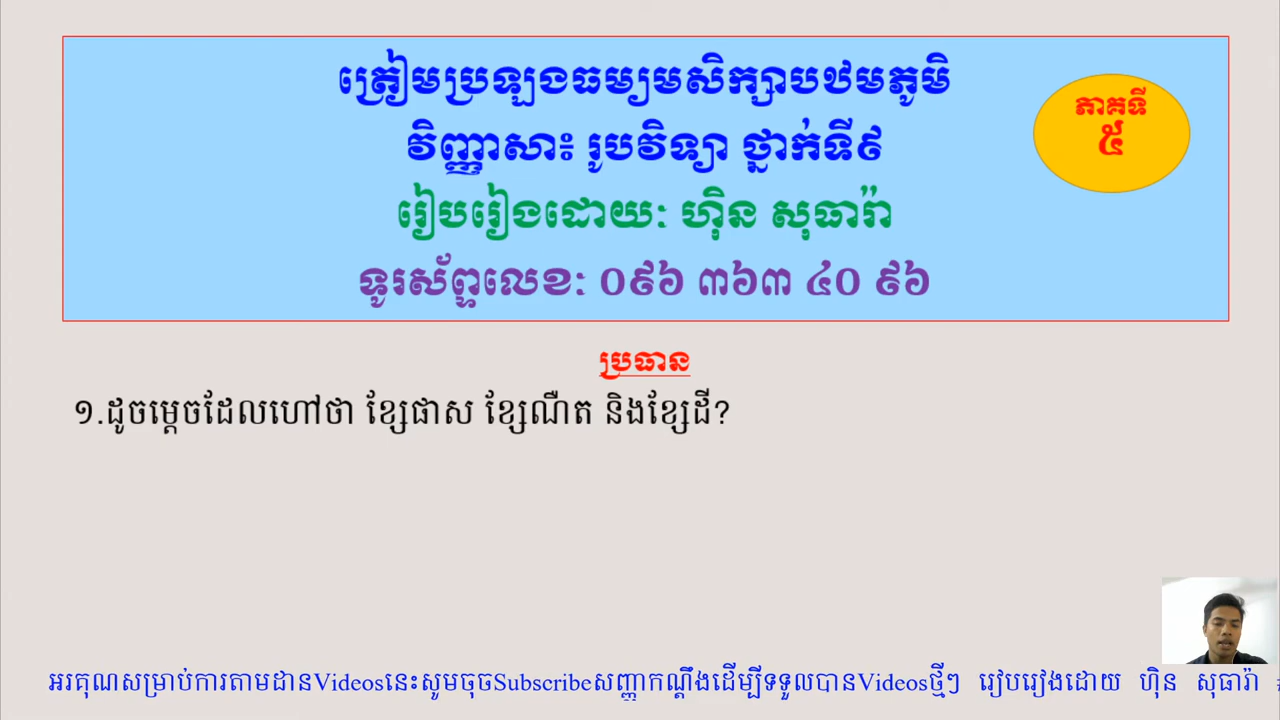 ត្រៀមប្រឡងធម្យមសិក្សាបឋមភូមិ
វិញ្ញាសា៖ រូបវិទ្យា ថ្នាក់ទី៩
ភាគទី
៥
រៀបរៀងដោយ: ហ៊ិន សុធារ៉ា
ទូរស័ព្ទលេខ: ០៩៦ ៣៦៣ ៤០ ៩៦
ប្រធាន
១.ដូចម្ដេចដែលហៅថា ខ្សែផាស ខ្សែណឺត និងខ្សែដី?
អរគុណសម្រាប់ការតាមដានVideosនេះសូមចុចSubscribeសញ្ញាកណ្ដឹងដើម្បីទទួលបានVideosថ្មីៗ រៀបរៀងដោយ ហ៊ិន សុធារ៉ា